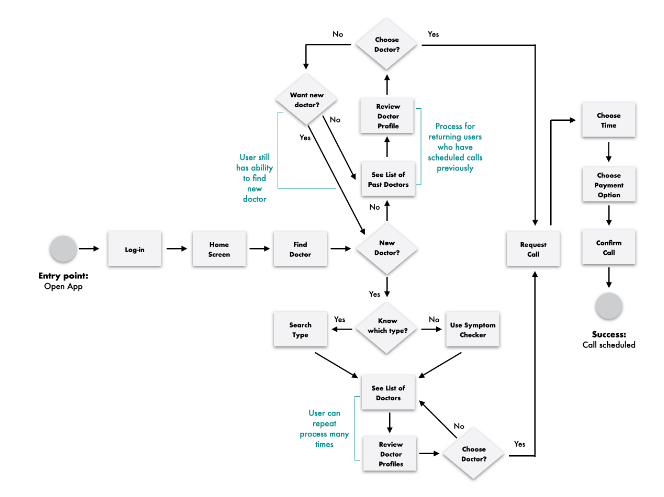 No
Choose
Doctor?
Yes
Want new
doctor?
No
Yes
Review
Doctor
Profile
Process for
returning users
who have
scheduled calls
previously
Choose
Time
User still
has ability
to find
new
doctor
See List of
Past Doctors
Choose
Payment
Option
No
Log-in
Home
Screen
Find
Doctor
New
Doctor?
Request
Call
Confirm
Call
Entry point:
Open App
Yes
Search
Type
Yes
Know
which type?
No
Use Symptom
Checker
Success:
Call scheduled
See List of
Doctors
User can
repeat
process many
times
No
Review
Doctor
Profiles
Choose
Doctor?
Yes